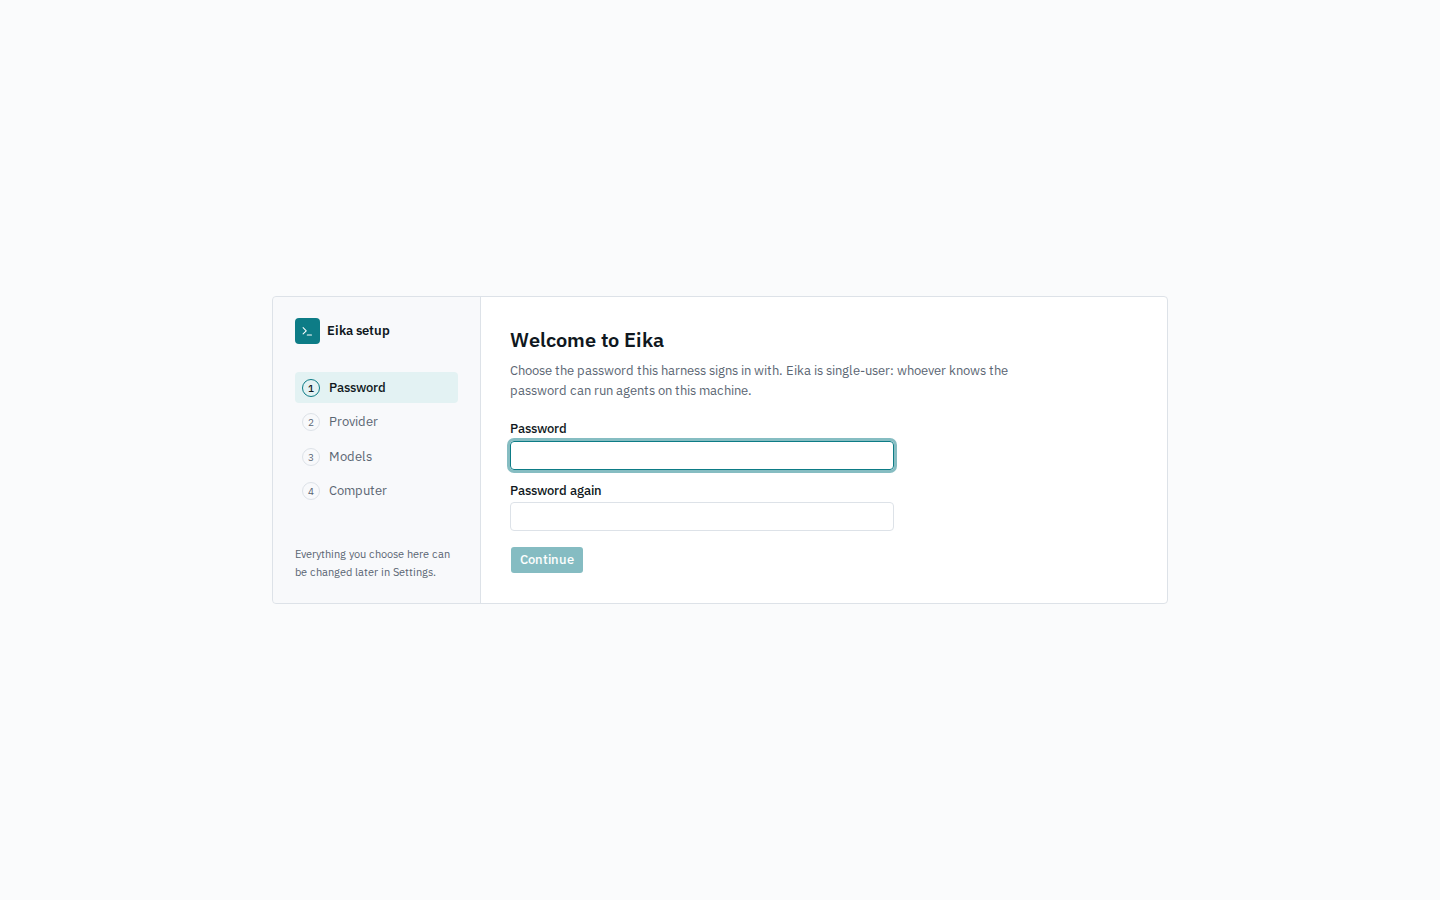 Eika setup
1 Password
2 Provider
3 Models
4 Computer
Everything you choose here can
be changed later in Settings.
Welcome to Eika
Choose the password this harness signs in with. Eika is single-user: whoever knows the
password can run agents on this machine.
Password
Password again
Continue